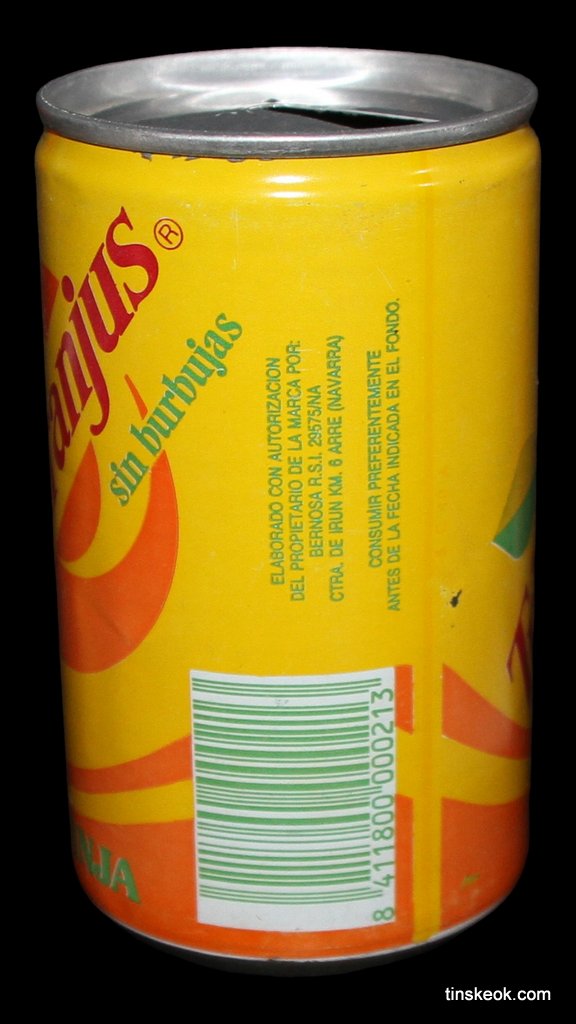 anjus®
sin burbujas
ELABORADO CON AUTORIZACION
DEL PROPIETARIO DE LA MARCA POR:
BERNOSA R.S.I. 29575/NA
CTRA. DE IRUN KM. 6 ARRE (NAVARRA)
CONSUMIR PREFERENTEMENTE
ANTES DE LA FECHA INDICADA EN EL FONDO.
8 411800 000213
NJA
T
tinskeok.com